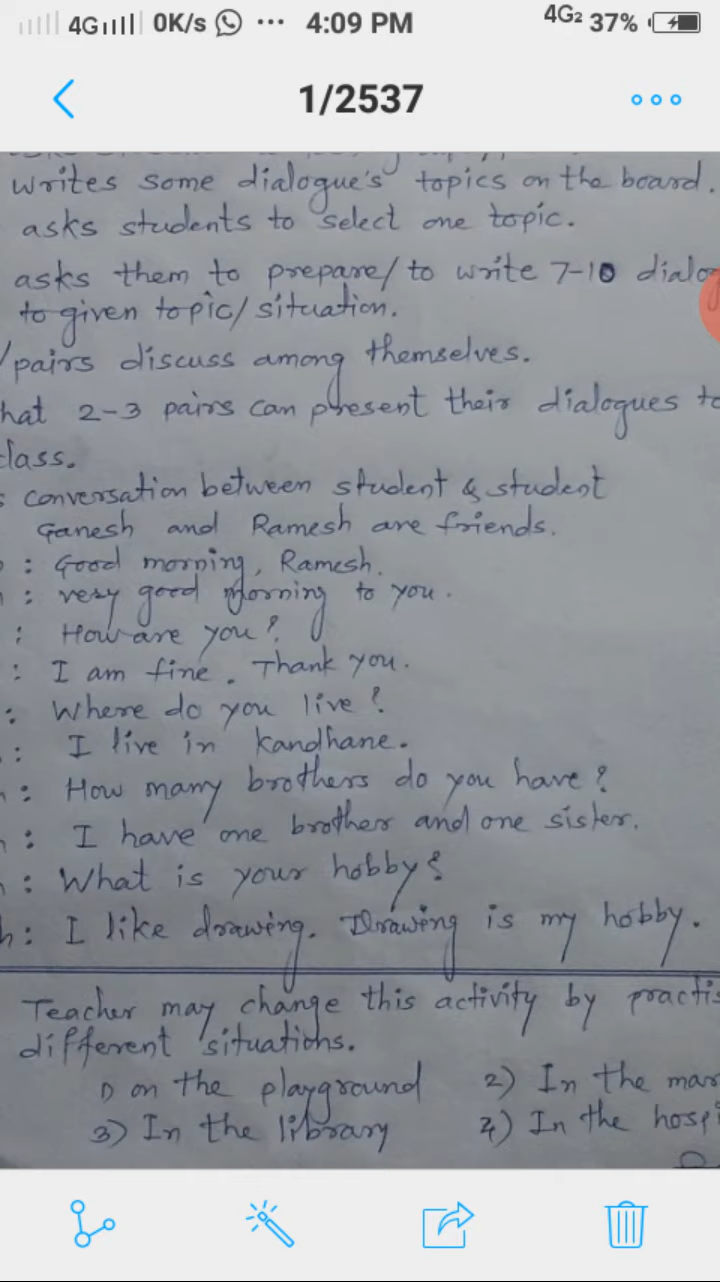 4G 0K/s ... 4:09 PM 4G2 37%
1/2537
writes some dialogue's topics on the board.
asks students to select one topic.
asks them to prepare/to write 7-10 dialog
to given topic/situation.
/pairs discuss among themselves.
hat 2-3 pairs can present their dialogues to
class.
s conversation between student & student
Ganesh and Ramesh are friends.
: Good morning, Ramesh.
: very good morning to you.
: How are you?
: I am fine. Thank you.
: Where do you live?
: I live in Kandhane.
h: How many brothers do you have?
h: I have one brother and one sister.
h: What is your hobby?
h: I like drawing. Drawing is my hobby.
Teacher may change this activity by practis
different situations.
1) on the playground 2) In the mar
3) In the library 4) In the hospi